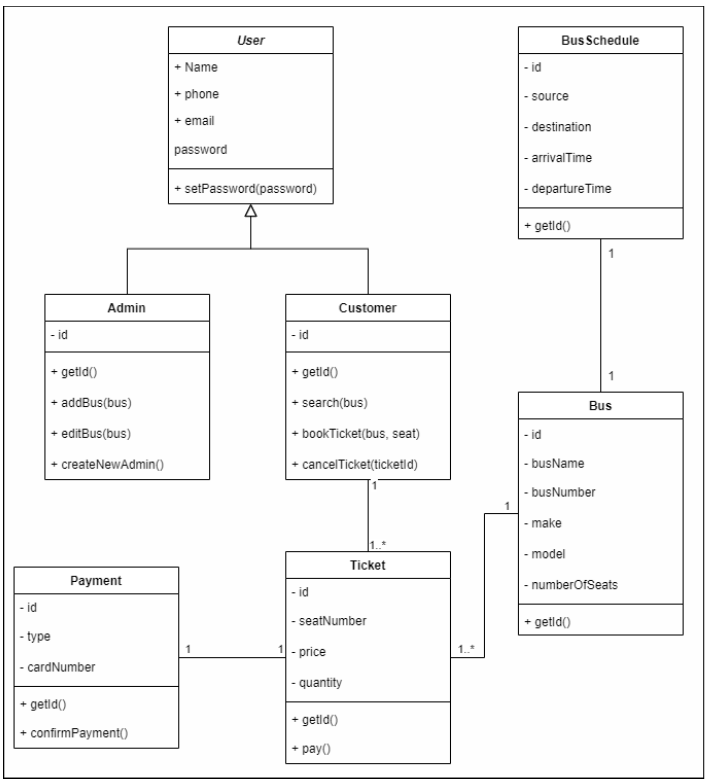 User
+ Name
+ phone
+ email
password
+ setPassword(password)
BusSchedule
- id
- source
- destination
- arrivalTime
- departureTime
+ getId()
1
1
Admin
- id
+ getId()
+ addBus(bus)
+ editBus(bus)
+ createNewAdmin()
Customer
- id
+ getId()
+ search(bus)
+ bookTicket(bus, seat)
+ cancelTicket(ticketId)
1
1..*
Bus
- id
- busName
- busNumber
- make
- model
- numberOfSeats
+ getId()
1
1..*
Payment
- id
- type
- cardNumber
+ getId()
+ confirmPayment()
1
1
Ticket
- id
- seatNumber
- price
- quantity
+ getId()
+ pay()